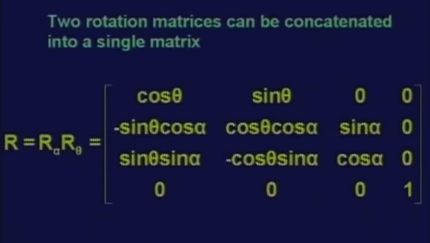 Two rotation matrices can be concatenated
into a single matrix
cosθ sinθ 0 0
-sinθcosα cosθcosα sinα 0
R=RαRθ =
sinθsinα -cosθsinα cosα 0
0 0 0 1